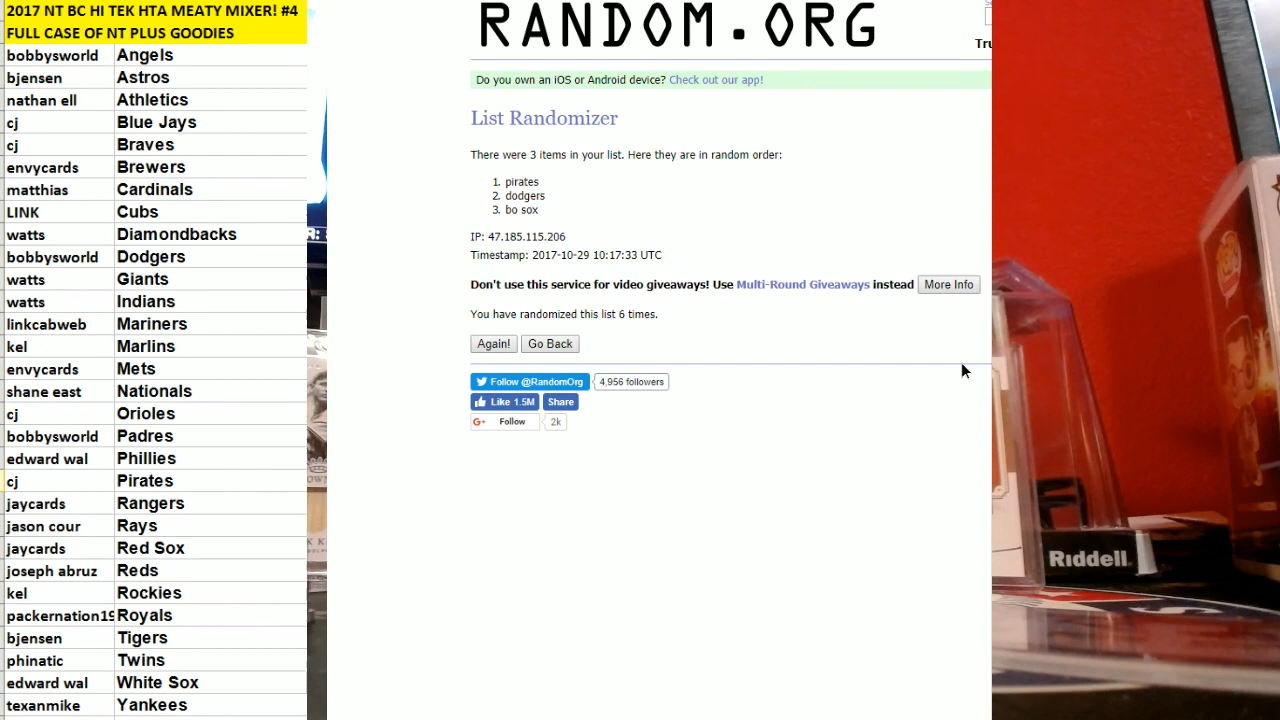 2017 NT BC HI TEK HTA MEATY MIXER! #4
FULL CASE OF NT PLUS GOODIES
bobbysworld Angels
bjensen Astros
nathan ell Athletics
cj Blue Jays
cj Braves
envycards Brewers
matthias Cardinals
LINK Cubs
watts Diamondbacks
bobbysworld Dodgers
watts Giants
watts Indians
linkcabweb Mariners
kel Marlins
envycards Mets
shane east Nationals
cj Orioles
bobbysworld Padres
edward wal Phillies
cj Pirates
jaycards Rangers
jason cour Rays
jaycards Red Sox
joseph abruz Reds
kel Rockies
packernation19 Royals
bjensen Tigers
phinatic Twins
edward wal White Sox
texanmike Yankees
RANDOM.ORG
Do you own an iOS or Android device? Check out our app!
List Randomizer
There were 3 items in your list. Here they are in random order:
1. pirates
2. dodgers
3. bo sox
IP: 47.185.115.206
Timestamp: 2017-10-29 10:17:33 UTC
Don't use this service for video giveaways! Use Multi-Round Giveaways instead More Info
You have randomized this list 6 times.
Again! Go Back
Follow @RandomOrg 4,956 followers
Like 1.5M Share
G+ Follow 2k
Riddell